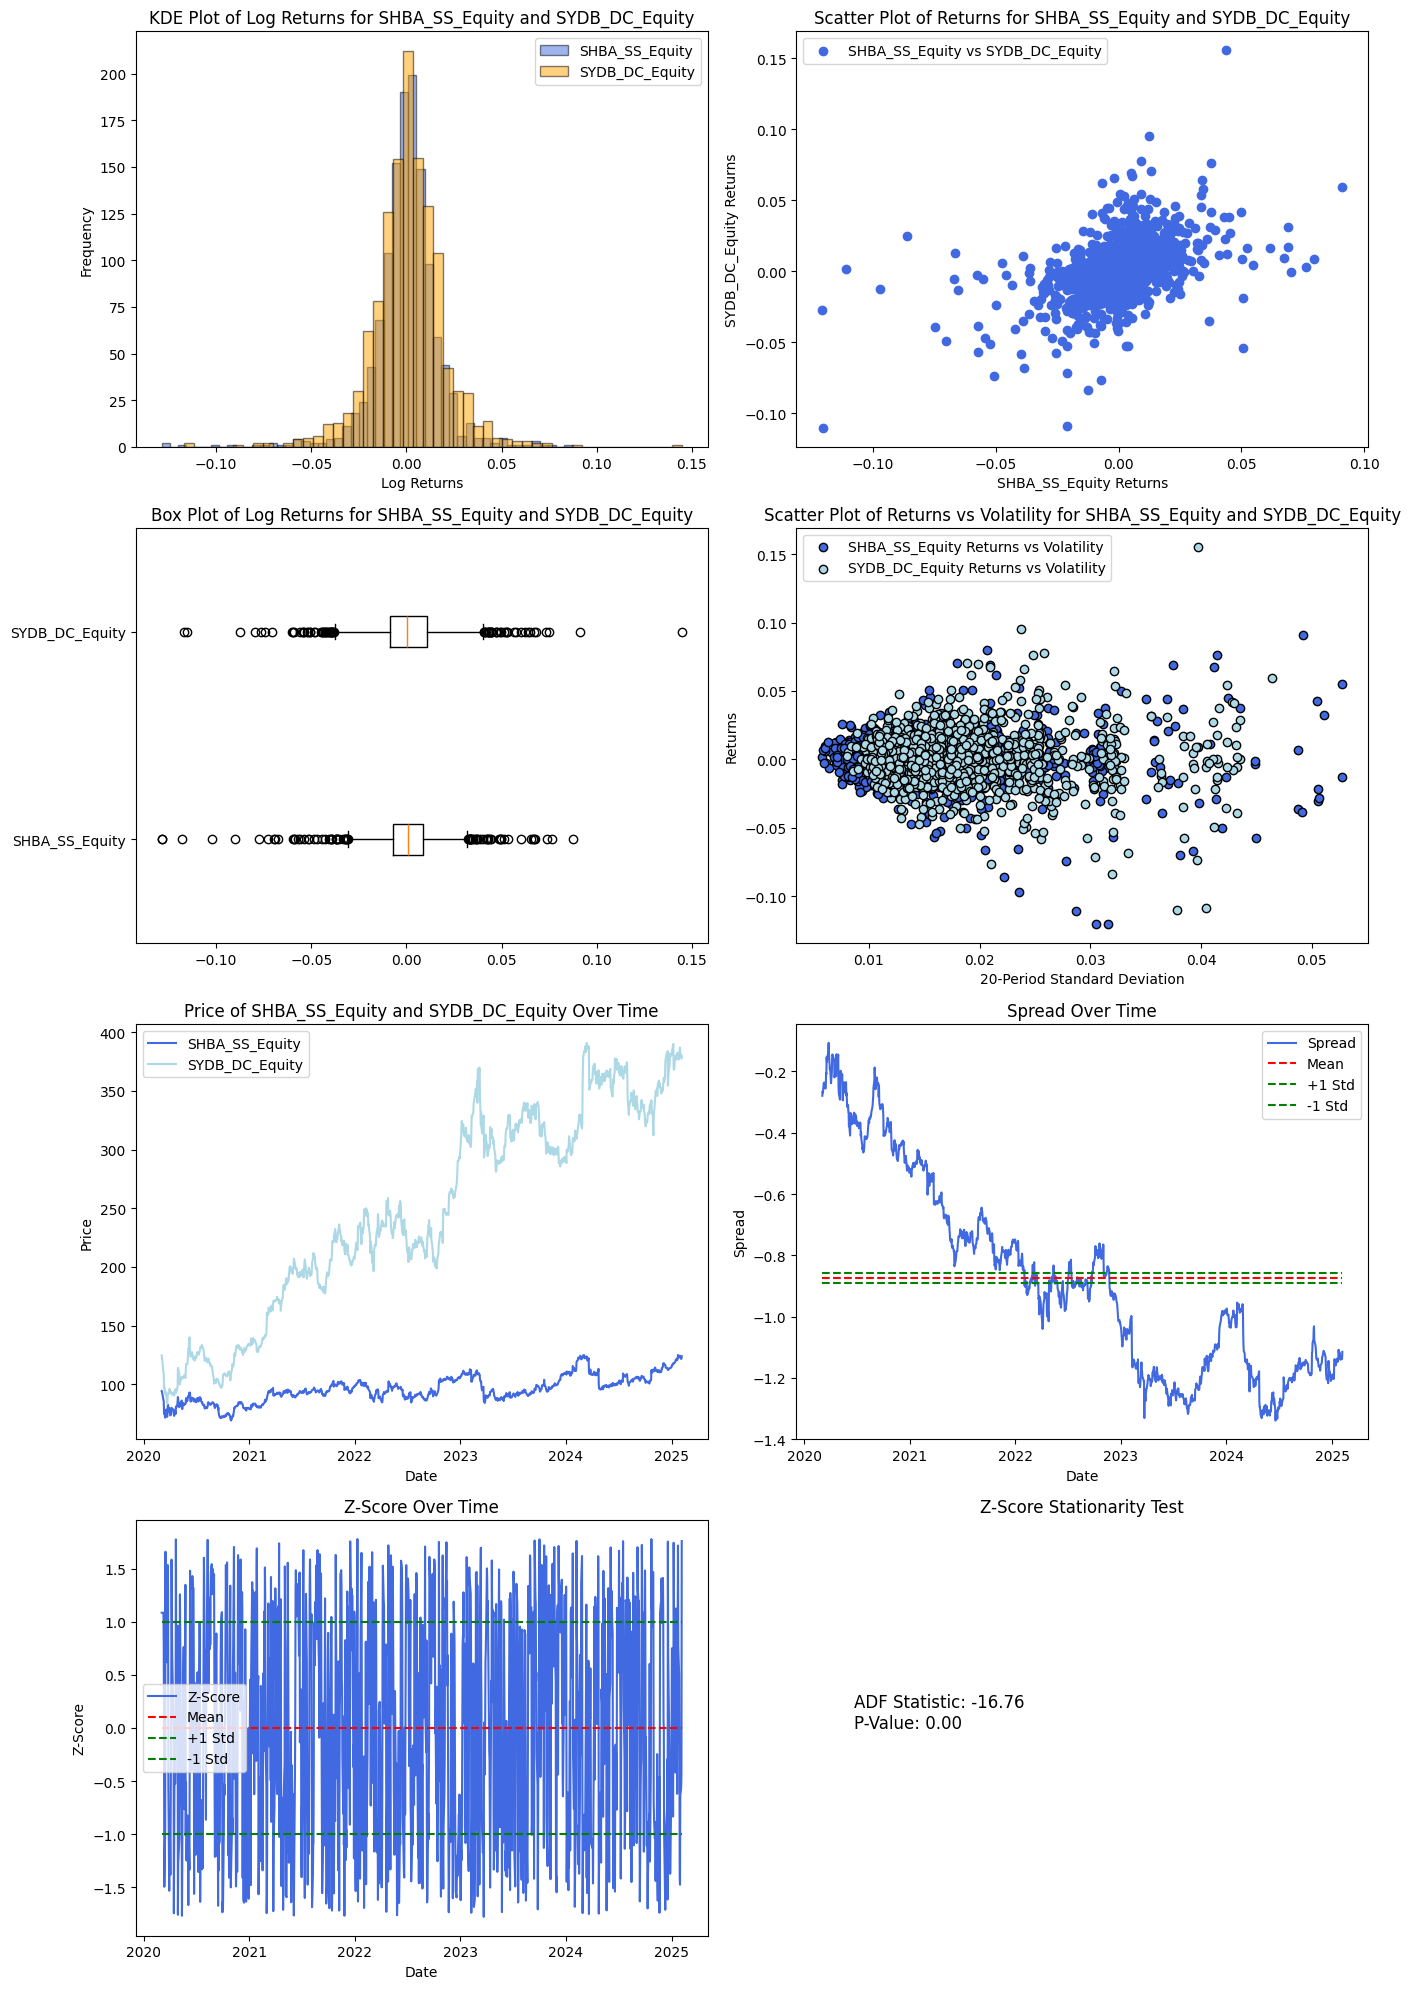 KDE Plot of Log Returns for SHBA_SS_Equity and SYDB_DC_Equity
SHBA_SS_Equity
SYDB_DC_Equity
Frequency
200
175
150
125
100
75
50
25
0
−0.10 −0.05 0.00 0.05 0.10 0.15
Log Returns
Scatter Plot of Returns for SHBA_SS_Equity and SYDB_DC_Equity
SHBA_SS_Equity vs SYDB_DC_Equity
SYDB_DC_Equity Returns
0.15
0.10
0.05
0.00
−0.05
−0.10
−0.10 −0.05 0.00 0.05 0.10
SHBA_SS_Equity Returns
Box Plot of Log Returns for SHBA_SS_Equity and SYDB_DC_Equity
SYDB_DC_Equity
SHBA_SS_Equity
−0.10 −0.05 0.00 0.05 0.10 0.15
Scatter Plot of Returns vs Volatility for SHBA_SS_Equity and SYDB_DC_Equity
SHBA_SS_Equity Returns vs Volatility
SYDB_DC_Equity Returns vs Volatility
Returns
0.15
0.10
0.05
0.00
−0.05
−0.10
0.01 0.02 0.03 0.04 0.05
20-Period Standard Deviation
Price of SHBA_SS_Equity and SYDB_DC_Equity Over Time
SHBA_SS_Equity
SYDB_DC_Equity
Price
400
350
300
250
200
150
100
2020 2021 2022 2023 2024 2025
Date
Spread Over Time
Spread
Mean
+1 Std
-1 Std
Spread
−0.2
−0.4
−0.6
−0.8
−1.0
−1.2
−1.4
2020 2021 2022 2023 2024 2025
Date
Z-Score Over Time
Z-Score
Mean
+1 Std
-1 Std
Z-Score
1.5
1.0
0.5
0.0
−0.5
−1.0
−1.5
2020 2021 2022 2023 2024 2025
Date
Z-Score Stationarity Test
ADF Statistic: -16.76
P-Value: 0.00